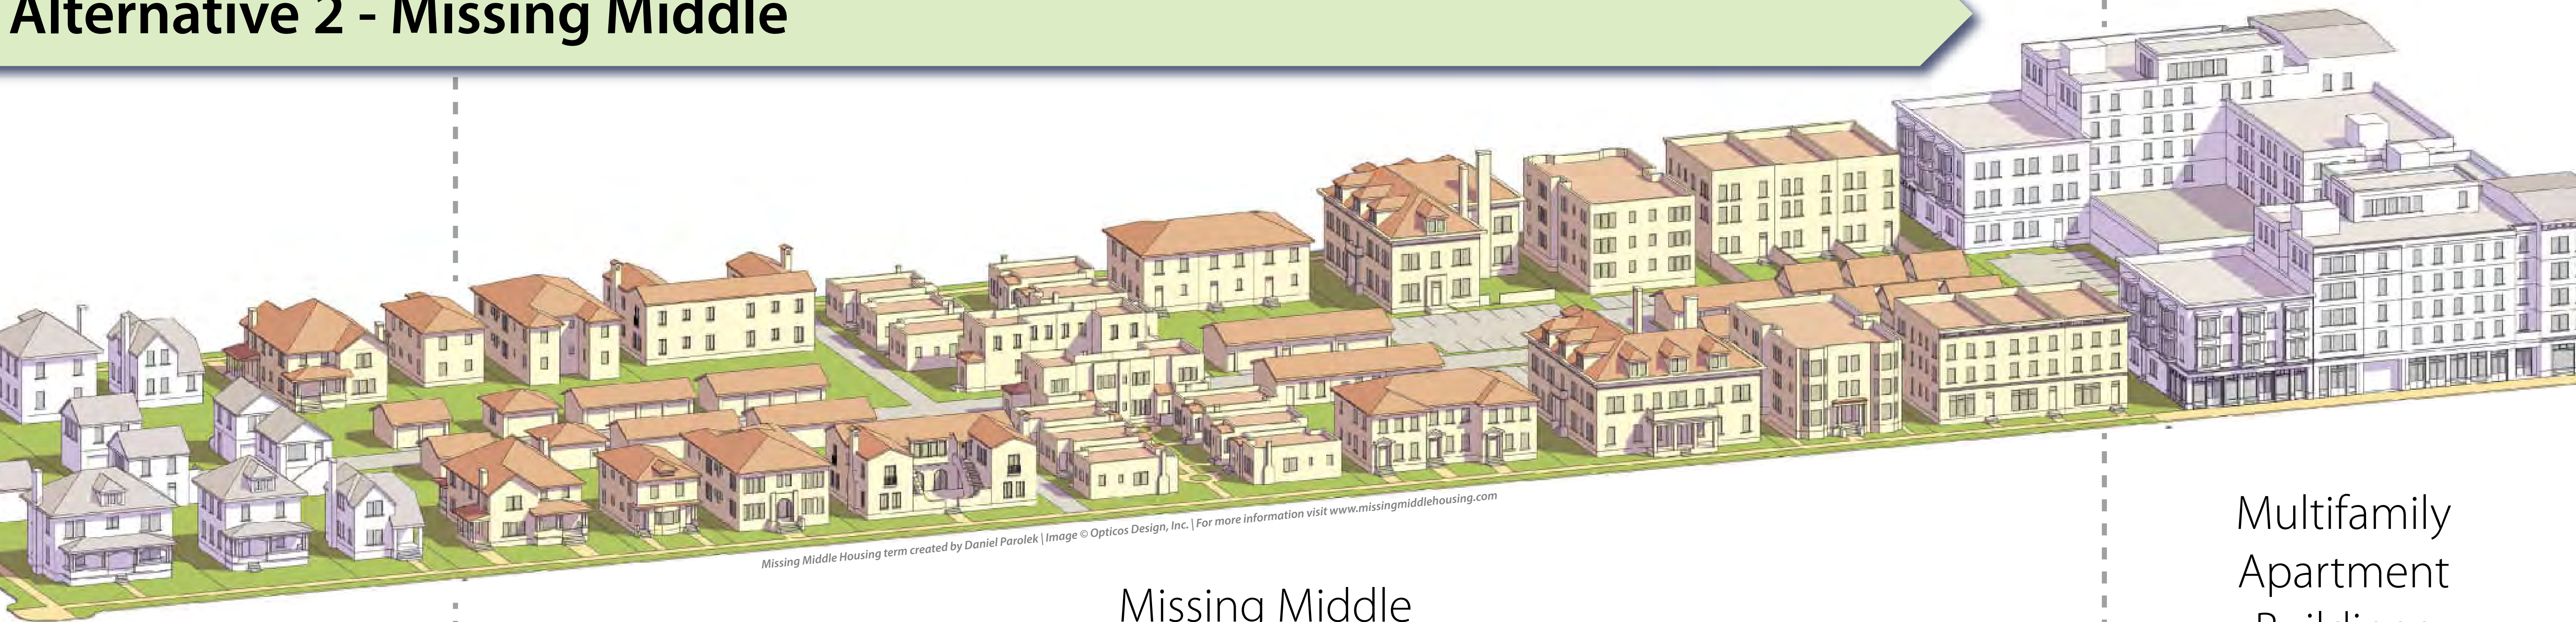 Alternative 2 - Missing Middle
Missing Middle Housing term created by Daniel Parolek | Image © Opticos Design, Inc. | For more information visit www.missingmiddlehousing.com
Missing Middle
Multifamily
Apartment
Buildings